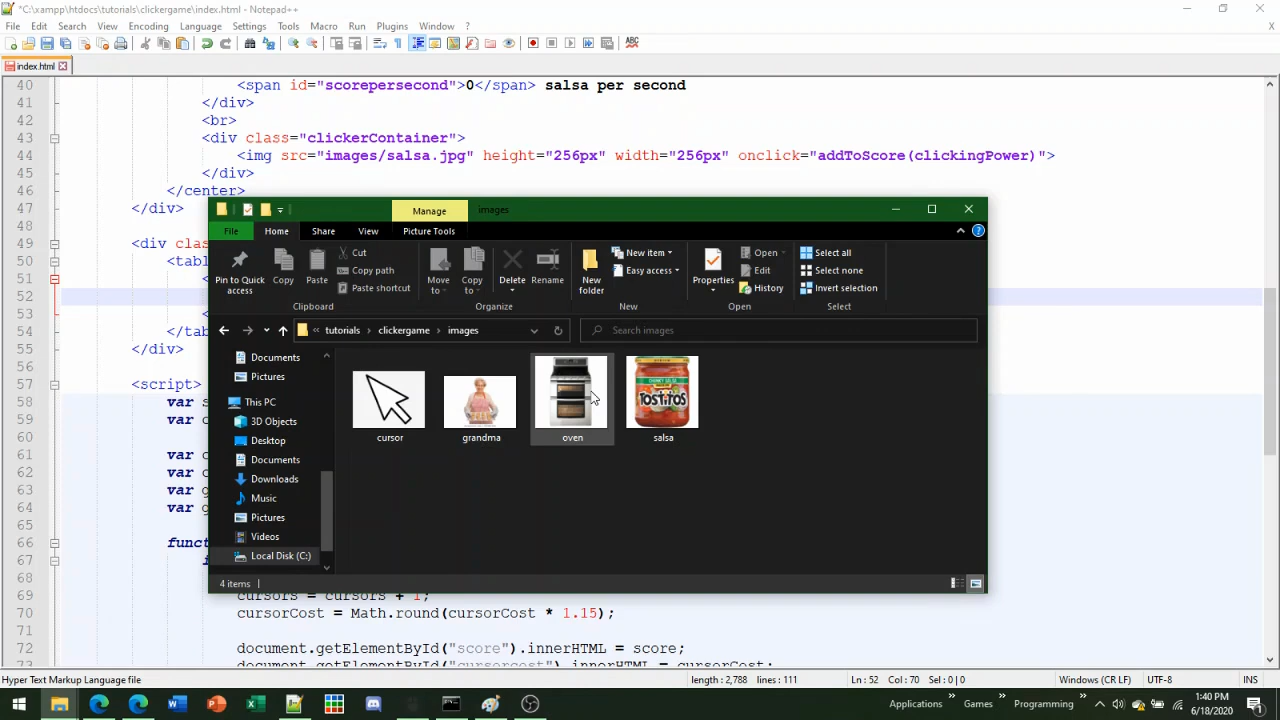 *C:\xampp\htdocs\tutorials\clickergame\index.html - Notepad++
File Edit Search View Encoding Language Settings Tools Macro Run Plugins Window ? X
index.html
40 <span id="scorepersecond">0</span> salsa per second
41 </div>
42 <br>
43 <div class="clickerContainer">
44 <img src="images/salsa.jpg" height="256px" width="256px" onclick="addToScore(clickingPower)">
45 </div>
46 </center>
47 </div>
48
49 <div clas
50 <tabl
51 <
52
53 <
54 </tab
55 </div>
56
57 <script>
58 var s
59 var c
60
61 var c
62 var c
63 var g
64 var g
65
66 funct
67 i
68
69 cursors = cursors + 1;
70 cursorCost = Math.round(cursorCost * 1.15);
71
72 document.getElementById("score").innerHTML = score;
73 document.getElementById("cursorcost").innerHTML = cursorCost;
Manage images
File Home Share View Picture Tools
Pin to Quick access
Copy
Paste
Cut
Copy path
Paste shortcut
Clipboard
Move to
Copy to
Delete
Rename
Organize
New folder
New item
Easy access
New
Properties
Open
Edit
History
Open
Select all
Select none
Invert selection
Select
« tutorials › clickergame › images
Search images
Documents
Pictures
This PC
3D Objects
Desktop
Documents
Downloads
Music
Pictures
Videos
Local Disk (C:)
CHUNKY SALSA
TOSTITOS
cursor grandma oven salsa
4 items
Hyper Text Markup Language file length : 2,788 lines : 111 Ln : 52 Col : 70 Sel : 0 | 0 Windows (CR LF) UTF-8 INS
Applications » Games » Programming »
1:40 PM
6/18/2020
1